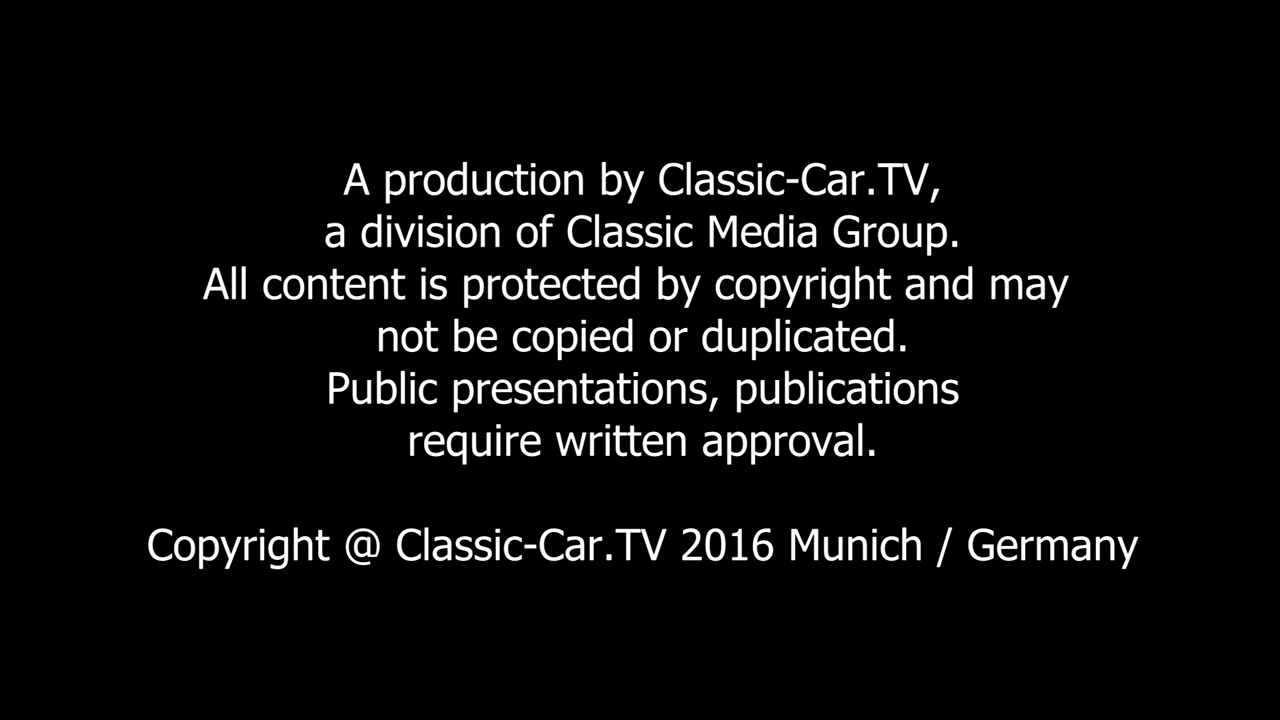 A production by Classic-Car.TV,
a division of Classic Media Group.
All content is protected by copyright and may
not be copied or duplicated.
Public presentations, publications
require written approval.
Copyright @ Classic-Car.TV 2016 Munich / Germany